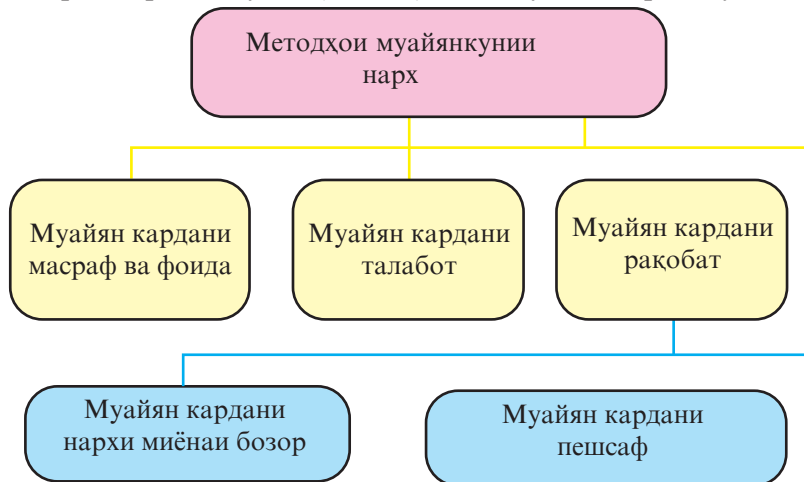 Методҳои муайянкунии
нарх
Муайян кардани
масраф ва фоида
Муайян кардани
талабот
Муайян кардани
рақобат
Муайян кардани
нархи миёнаи бозор
Муайян кардани
пешсаф